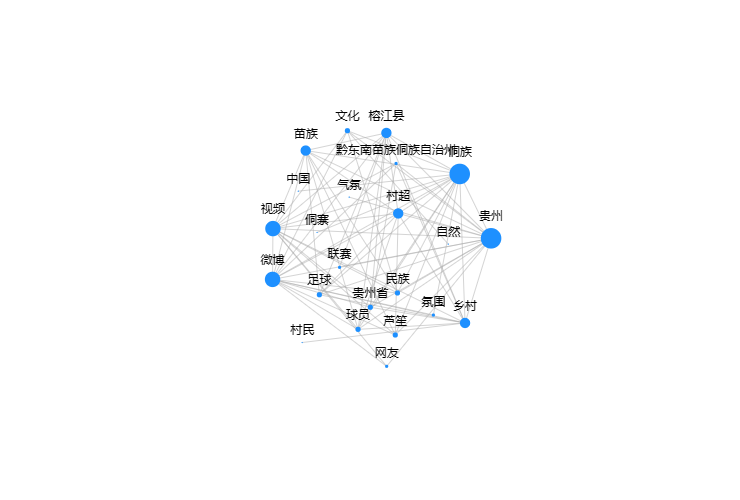 文化
榕江县
苗族
黔东南苗族侗族自治州
侗族
中国
气氛
村超
视频
侗寨
贵州
自然
微博
联赛
足球
民族
贵州省
氛围
乡村
球员
芦笙
村民
网友